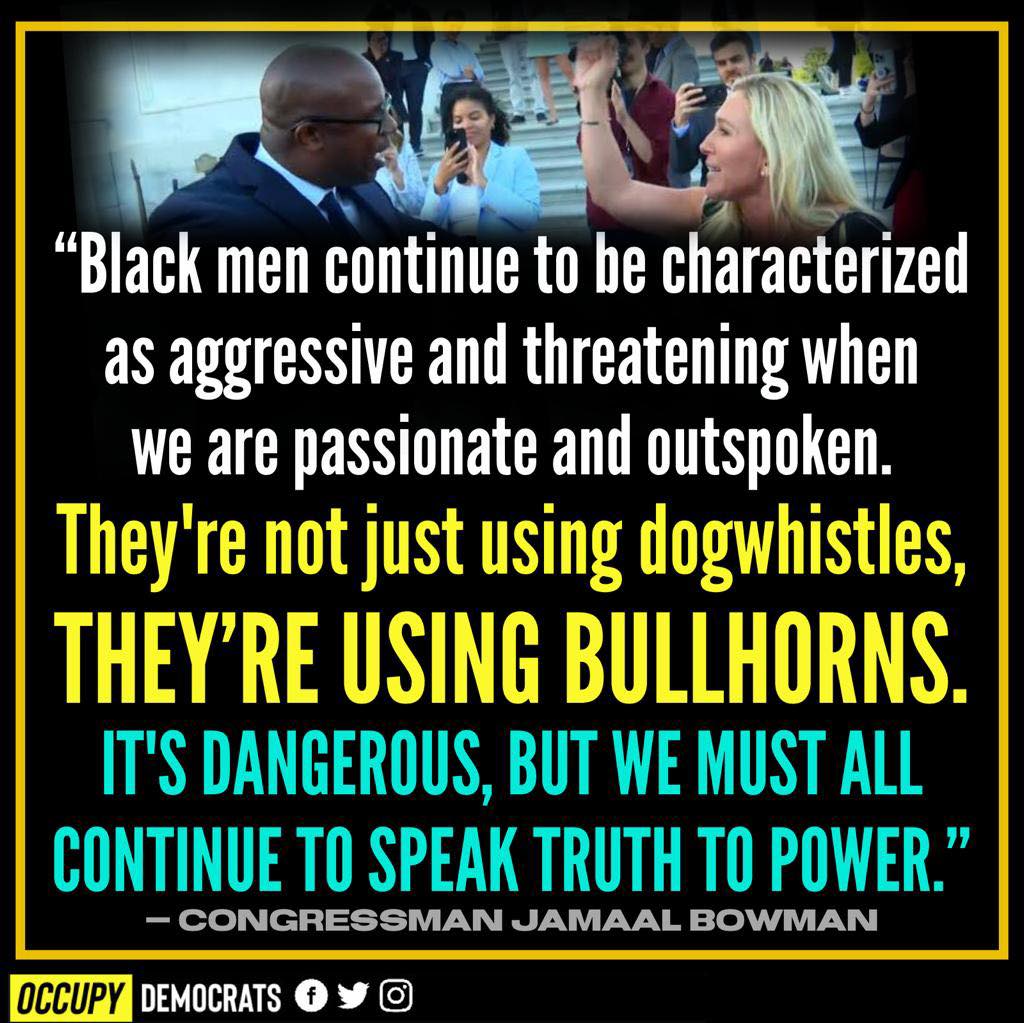 “Black men continue to be characterized
as aggressive and threatening when
we are passionate and outspoken.
They're not just using dogwhistles,
THEY’RE USING BULLHORNS.
IT'S DANGEROUS, BUT WE MUST ALL
CONTINUE TO SPEAK TRUTH TO POWER.”
– CONGRESSMAN JAMAAL BOWMAN
OCCUPY DEMOCRATS